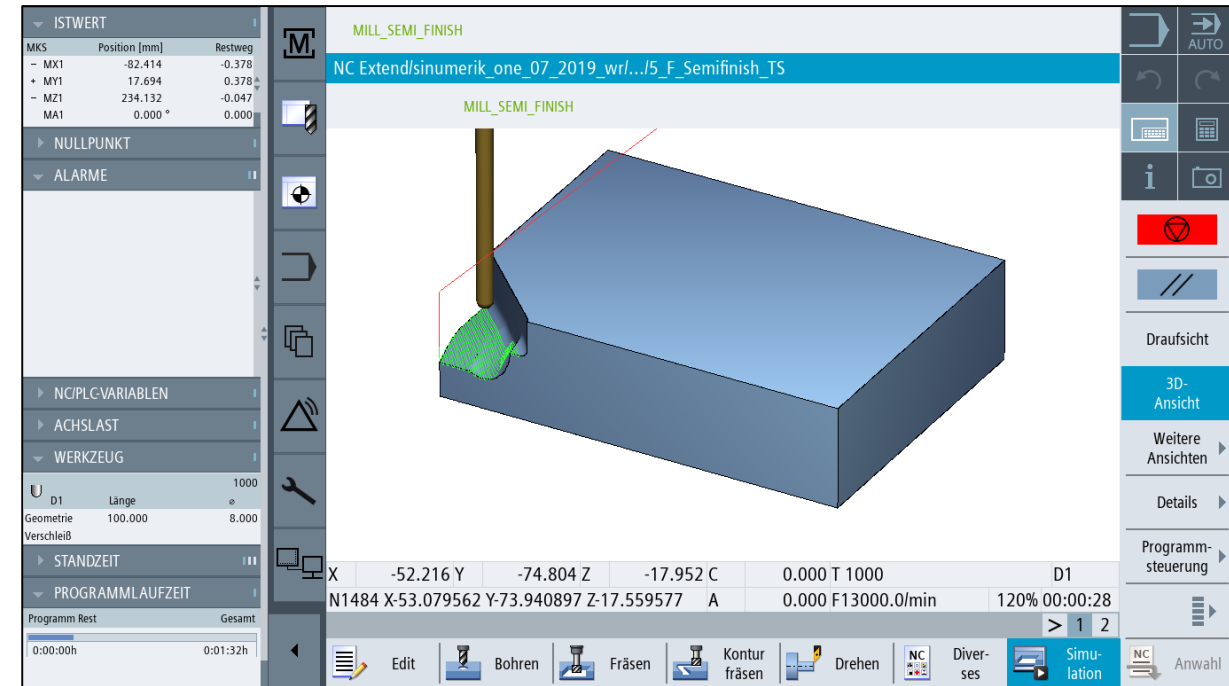 ISTWERT
MKS Position [mm] Restweg
– MX1 -82.414 -0.378
+ MY1 17.694 0.378
– MZ1 234.132 -0.047
MA1 0.000 ° 0.000
NULLPUNKT
ALARME
NC/PLC-VARIABLEN
ACHSLAST
WERKZEUG
1000
D1 Länge ⌀
Geometrie 100.000 8.000
Verschleiß
STANDZEIT
PROGRAMMLAUFZEIT
Programm Rest Gesamt
0:00:00h 0:01:32h
M
MILL_SEMI_FINISH
NC Extend/sinumerik_one_07_2019_wr/.../5_F_Semifinish_TS
MILL_SEMI_FINISH
X -52.216 Y -74.804 Z -17.952 C 0.000 T 1000 D1
N1484 X-53.079562 Y-73.940897 Z-17.559577 A 0.000 F13000.0/min 120% 00:00:28
> 1 2
Edit
Bohren
Fräsen
Kontur
fräsen
Drehen
NC
Diver-
ses
Simu-
lation
AUTO
i
Draufsicht
3D-
Ansicht
Weitere
Ansichten
Details
Programm-
steuerung
NC
Anwahl